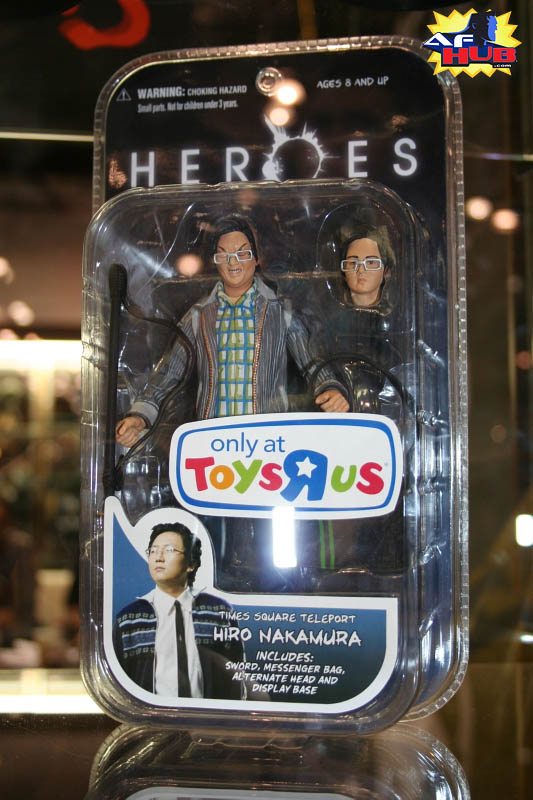 AF
HUB
.com
WARNING: CHOKING HAZARD
Small parts. Not for children under 3 years.
AGES 8 AND UP
HEROES
only at
TOYSRUS
TIMES SQUARE TELEPORT
HIRO NAKAMURA
INCLUDES:
SWORD, MESSENGER BAG,
ALTERNATE HEAD AND
DISPLAY BASE